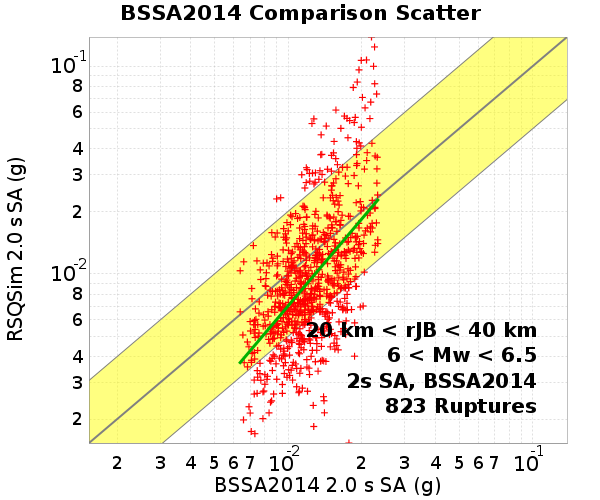 BSSA2014 Comparison Scatter
RSQSim 2.0 s SA (g)
10^-1
8
6
4
3
2
10^-2
8
6
4
3
2
20 km < rJB < 40 km
6 < Mw < 6.5
2s SA, BSSA2014
823 Ruptures
2 3 4 5 6 7 10^-2 2 3 4 5 6 7 10^-1
BSSA2014 2.0 s SA (g)